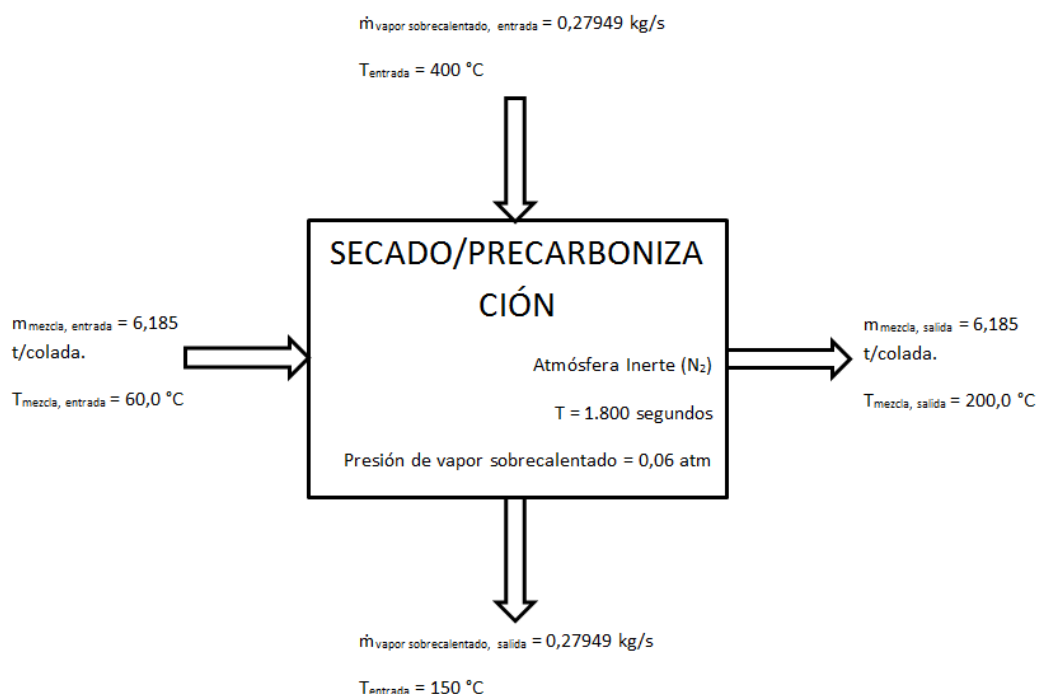 ṁvapor sobrecalentado, entrada = 0,27949 kg/s
Tentrada = 400 °C
SECADO/PRECARBONIZA
CIÓN
mmezcla, entrada = 6,185
t/colada.
Tmezcla, entrada = 60,0 °C
Atmósfera Inerte (N₂)
T = 1.800 segundos
Presión de vapor sobrecalentado = 0,06 atm
mmezcla, salida = 6,185
t/colada.
Tmezcla, salida = 200,0 °C
ṁvapor sobrecalentado, salida = 0,27949 kg/s
Tentrada = 150 °C